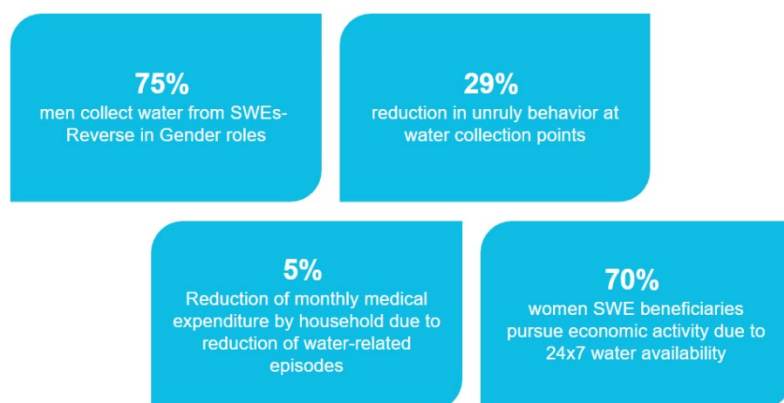 75%
men collect water from SWEs-
Reverse in Gender roles
29%
reduction in unruly behavior at
water collection points
5%
Reduction of monthly medical
expenditure by household due to
reduction of water-related
episodes
70%
women SWE beneficiaries
pursue economic activity due to
24x7 water availability